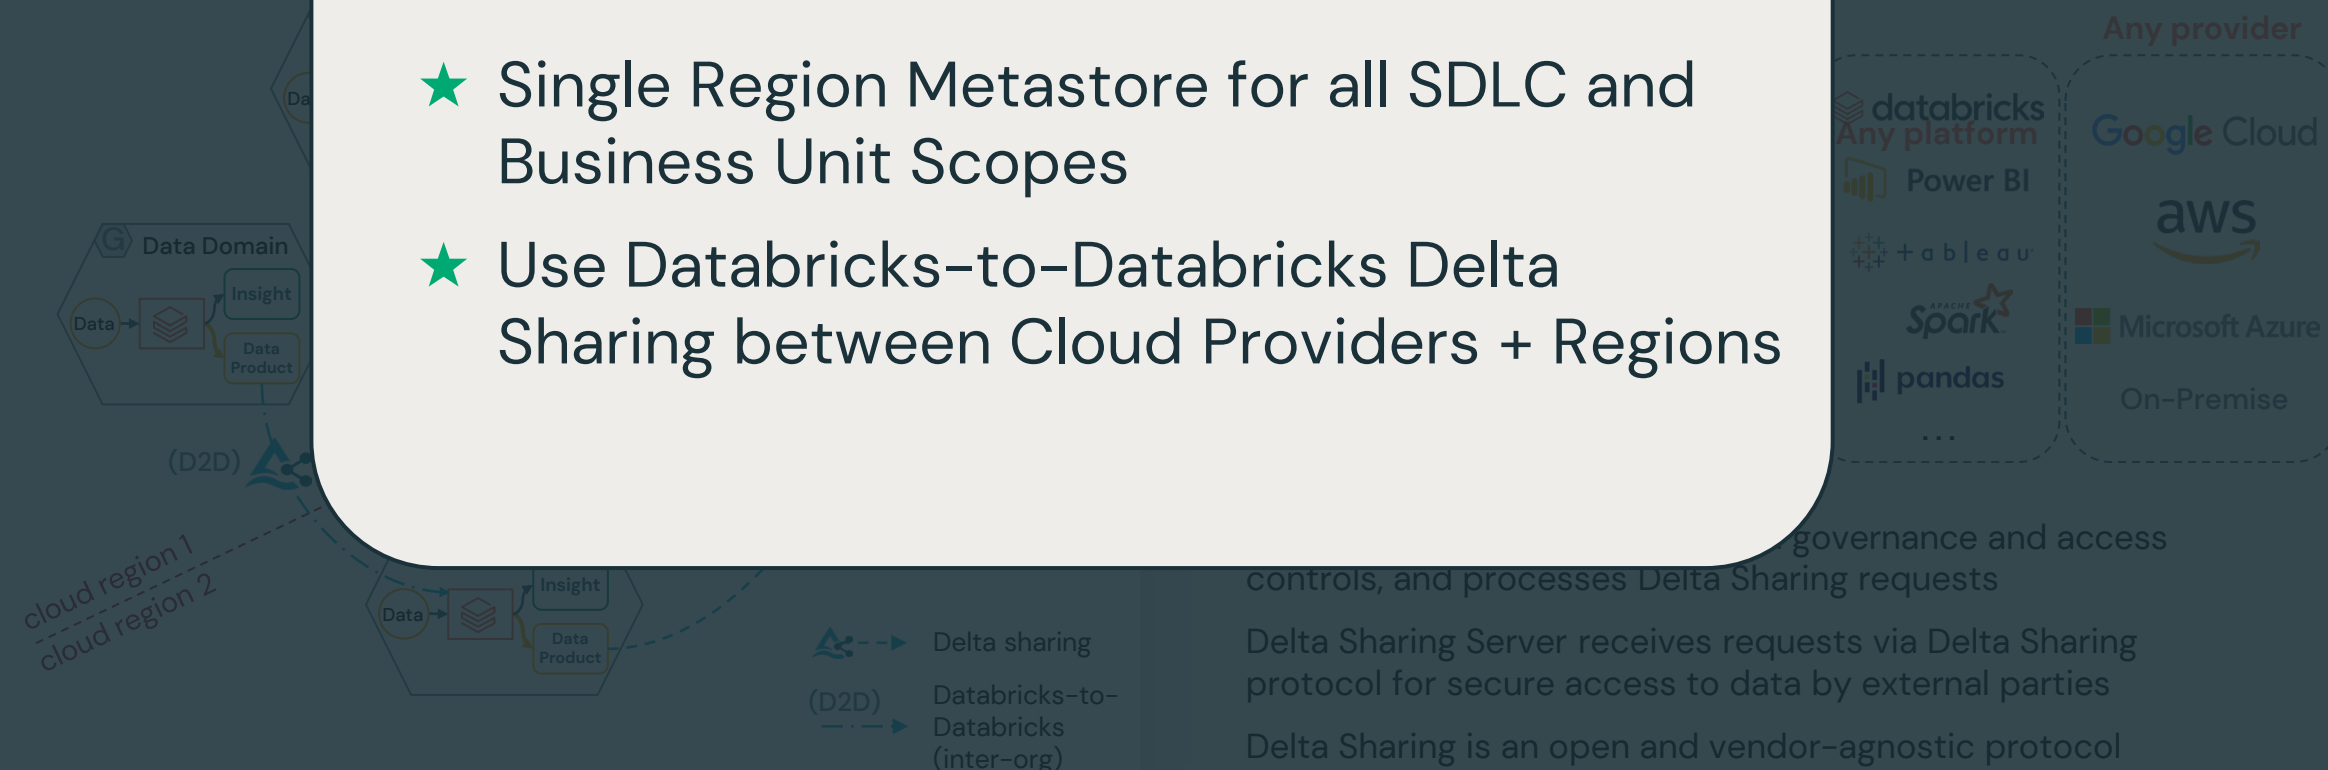 ★ Single Region Metastore for all SDLC and
Business Unit Scopes
★ Use Databricks-to-Databricks Delta
Sharing between Cloud Providers + Regions
Da
G Data Domain
Data
Insight
Data
Product
(D2D)
cloud region 1
cloud region 2
Data
Insight
Data
Product
Delta sharing
(D2D)
Databricks-to-
Databricks
(inter-org)
Any provider
databricks
Any platform
Power BI
+ableau
APACHE
Spark
pandas
...
Google Cloud
aws
Microsoft Azure
On-Premise
governance and access
controls, and processes Delta Sharing requests
Delta Sharing Server receives requests via Delta Sharing
protocol for secure access to data by external parties
Delta Sharing is an open and vendor-agnostic protocol